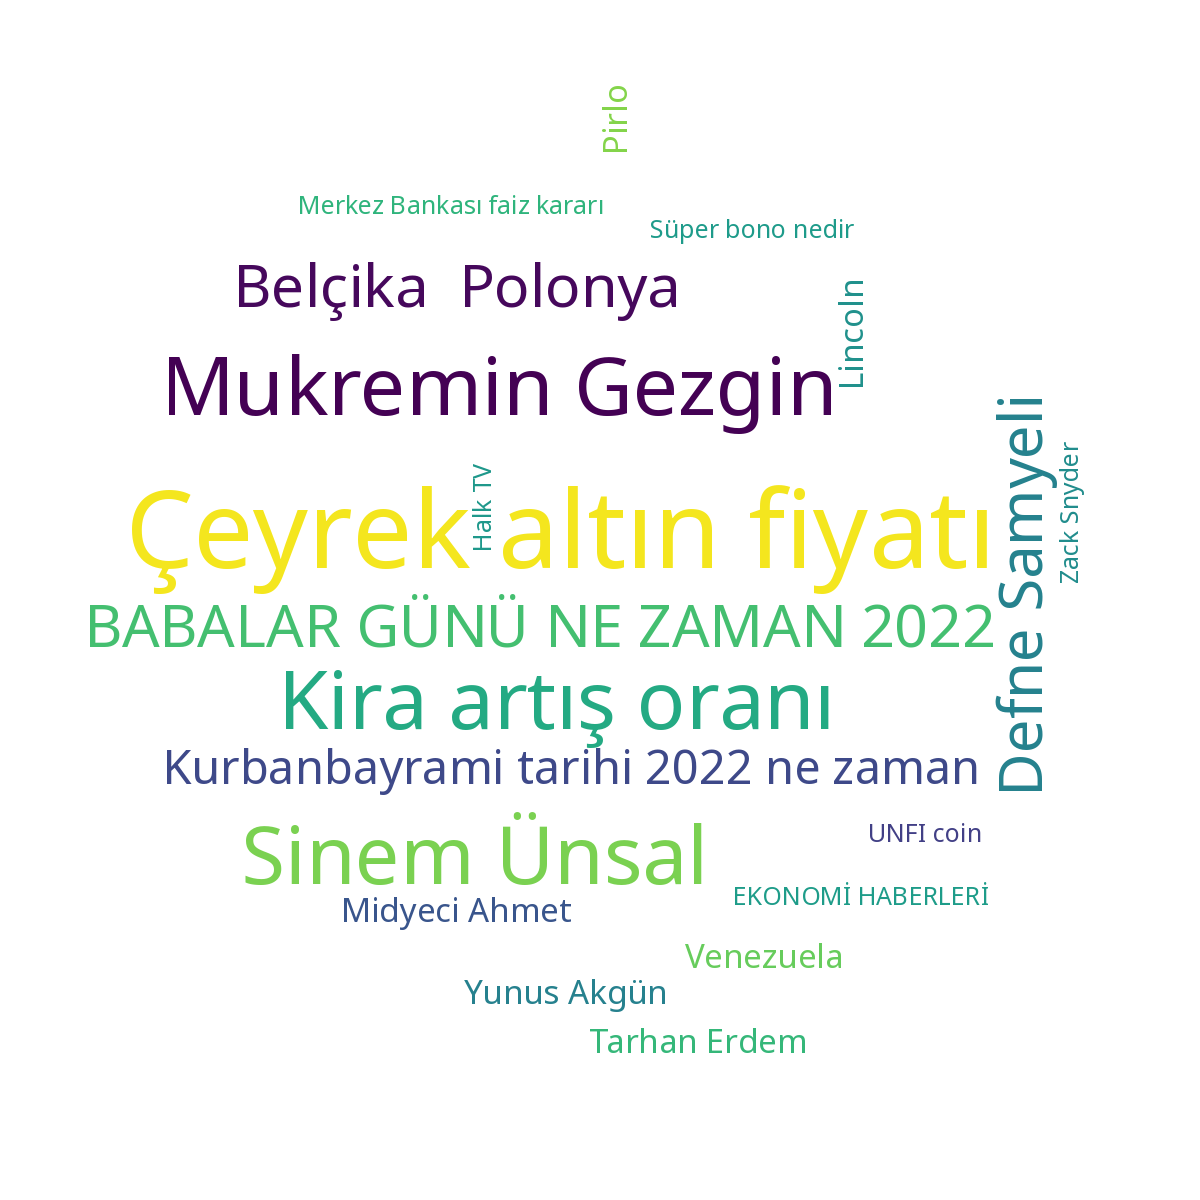 Pirlo
Merkez Bankası faiz kararı
Süper bono nedir
Belçika  Polonya
Lincoln
Mukremin Gezgin
Defne Samyeli
Zack Snyder
Halk TV
Çeyrek altın fiyatı
BABALAR GÜNÜ NE ZAMAN 2022
Kira artış oranı
Kurbanbayrami tarihi 2022 ne zaman
Sinem Ünsal
UNFI coin
EKONOMİ HABERLERİ
Midyeci Ahmet
Venezuela
Yunus Akgün
Tarhan Erdem